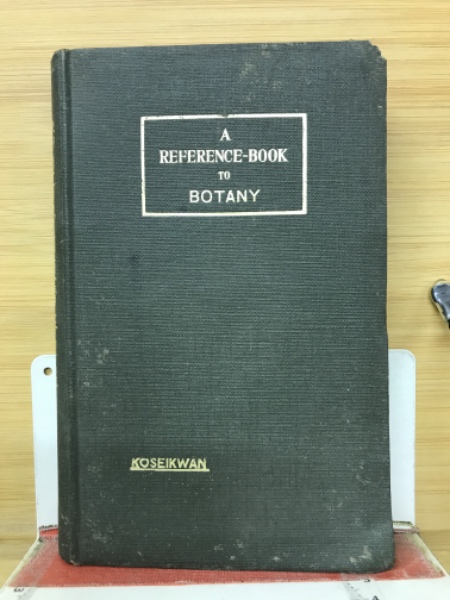 A
REFERENCE-BOOK
TO
BOTANY
KOSEIKWAN